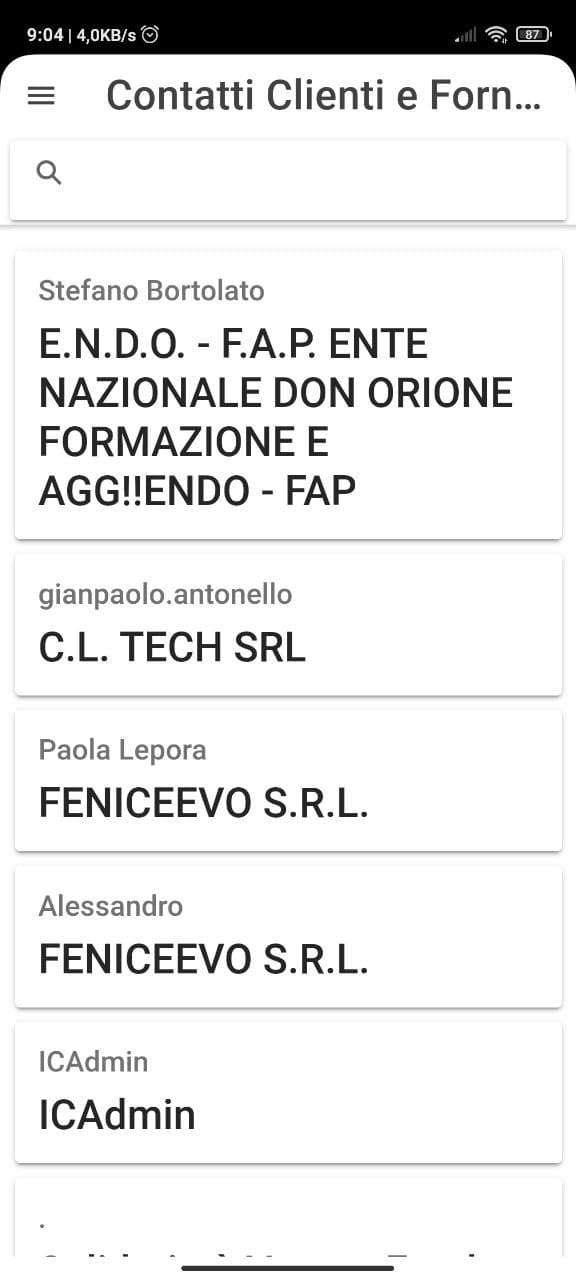 9:04 | 4,0KB/s
87
Contatti Clienti e Forn...
Stefano Bortolato
E.N.D.O. - F.A.P. ENTE
NAZIONALE DON ORIONE
FORMAZIONE E
AGG!!ENDO - FAP
gianpaolo.antonello
C.L. TECH SRL
Paola Lepora
FENICEEVO S.R.L.
Alessandro
FENICEEVO S.R.L.
ICAdmin
ICAdmin
.